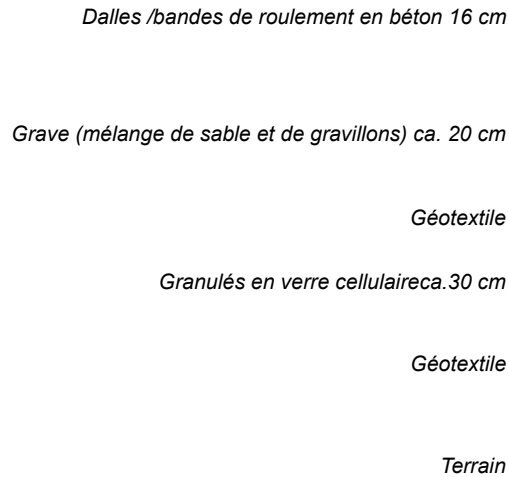 Dalles /bandes de roulement en béton 16 cm
Grave (mélange de sable et de gravillons) ca. 20 cm
Géotextile
Granulés en verre cellulaireca.30 cm
Géotextile
Terrain